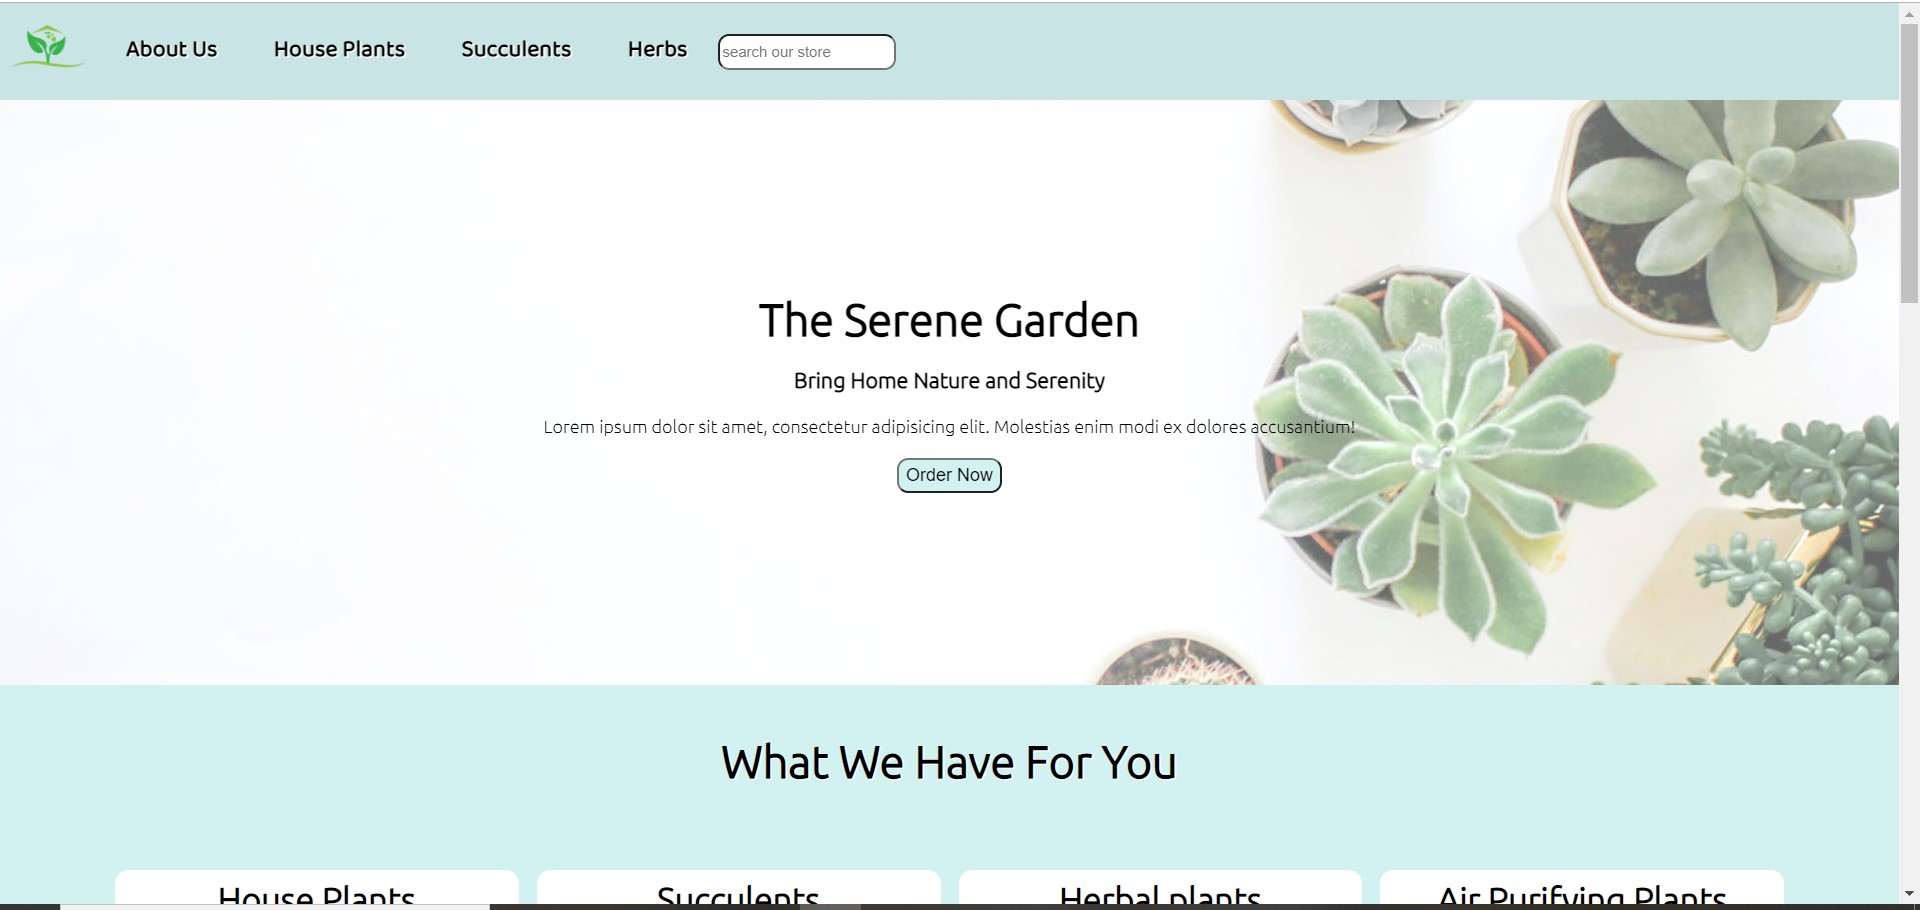 About Us House Plants Succulents Herbs search our store
The Serene Garden
Bring Home Nature and Serenity
Lorem ipsum dolor sit amet, consectetur adipisicing elit. Molestias enim modi ex dolores accusantium!
Order Now
What We Have For You
House Plants Succulents Herbal plants Air Purifying Plants